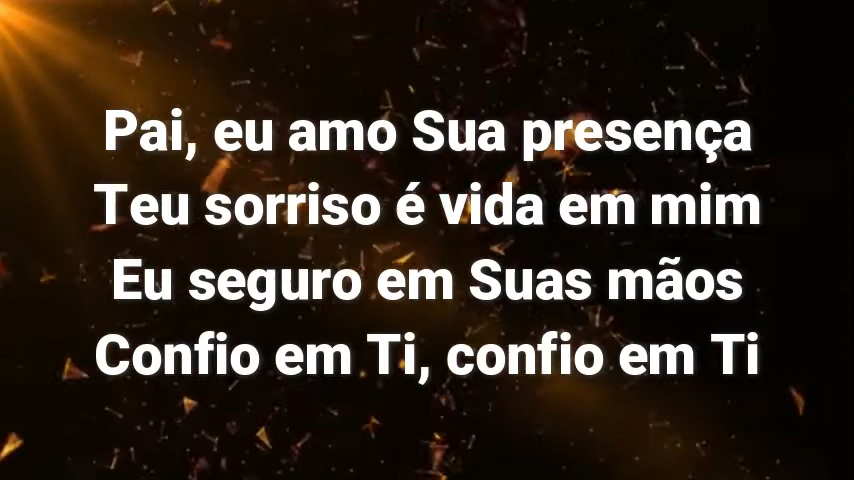 Pai, eu amo Sua presença
Teu sorriso é vida em mim
Eu seguro em Suas mãos
Confio em Ti, confio em Ti